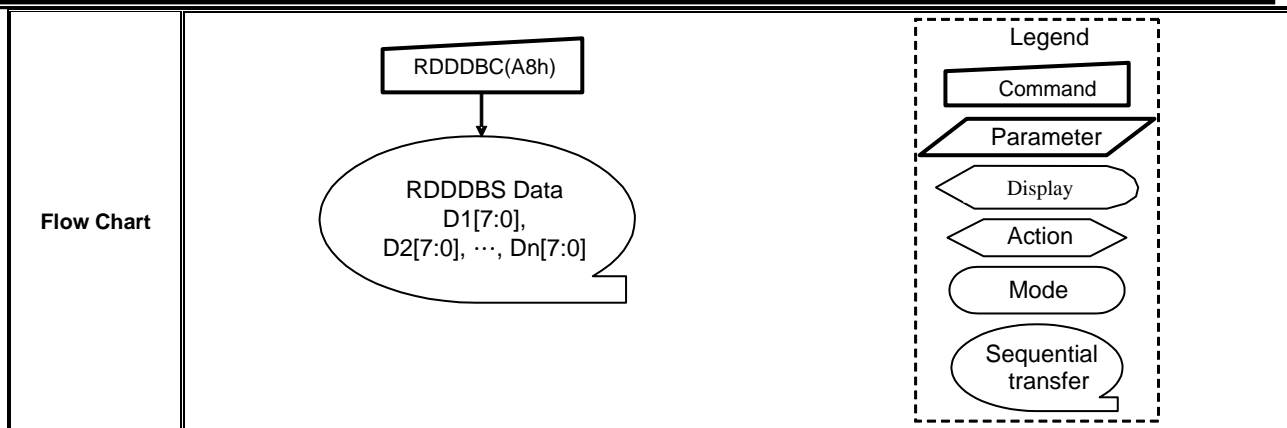 Flow Chart
RDDDBC(A8h)
RDDDBS Data
D1[7:0],
D2[7:0], ⋯, Dn[7:0]
Legend
Command
Parameter
Display
Action
Mode
Sequential
transfer